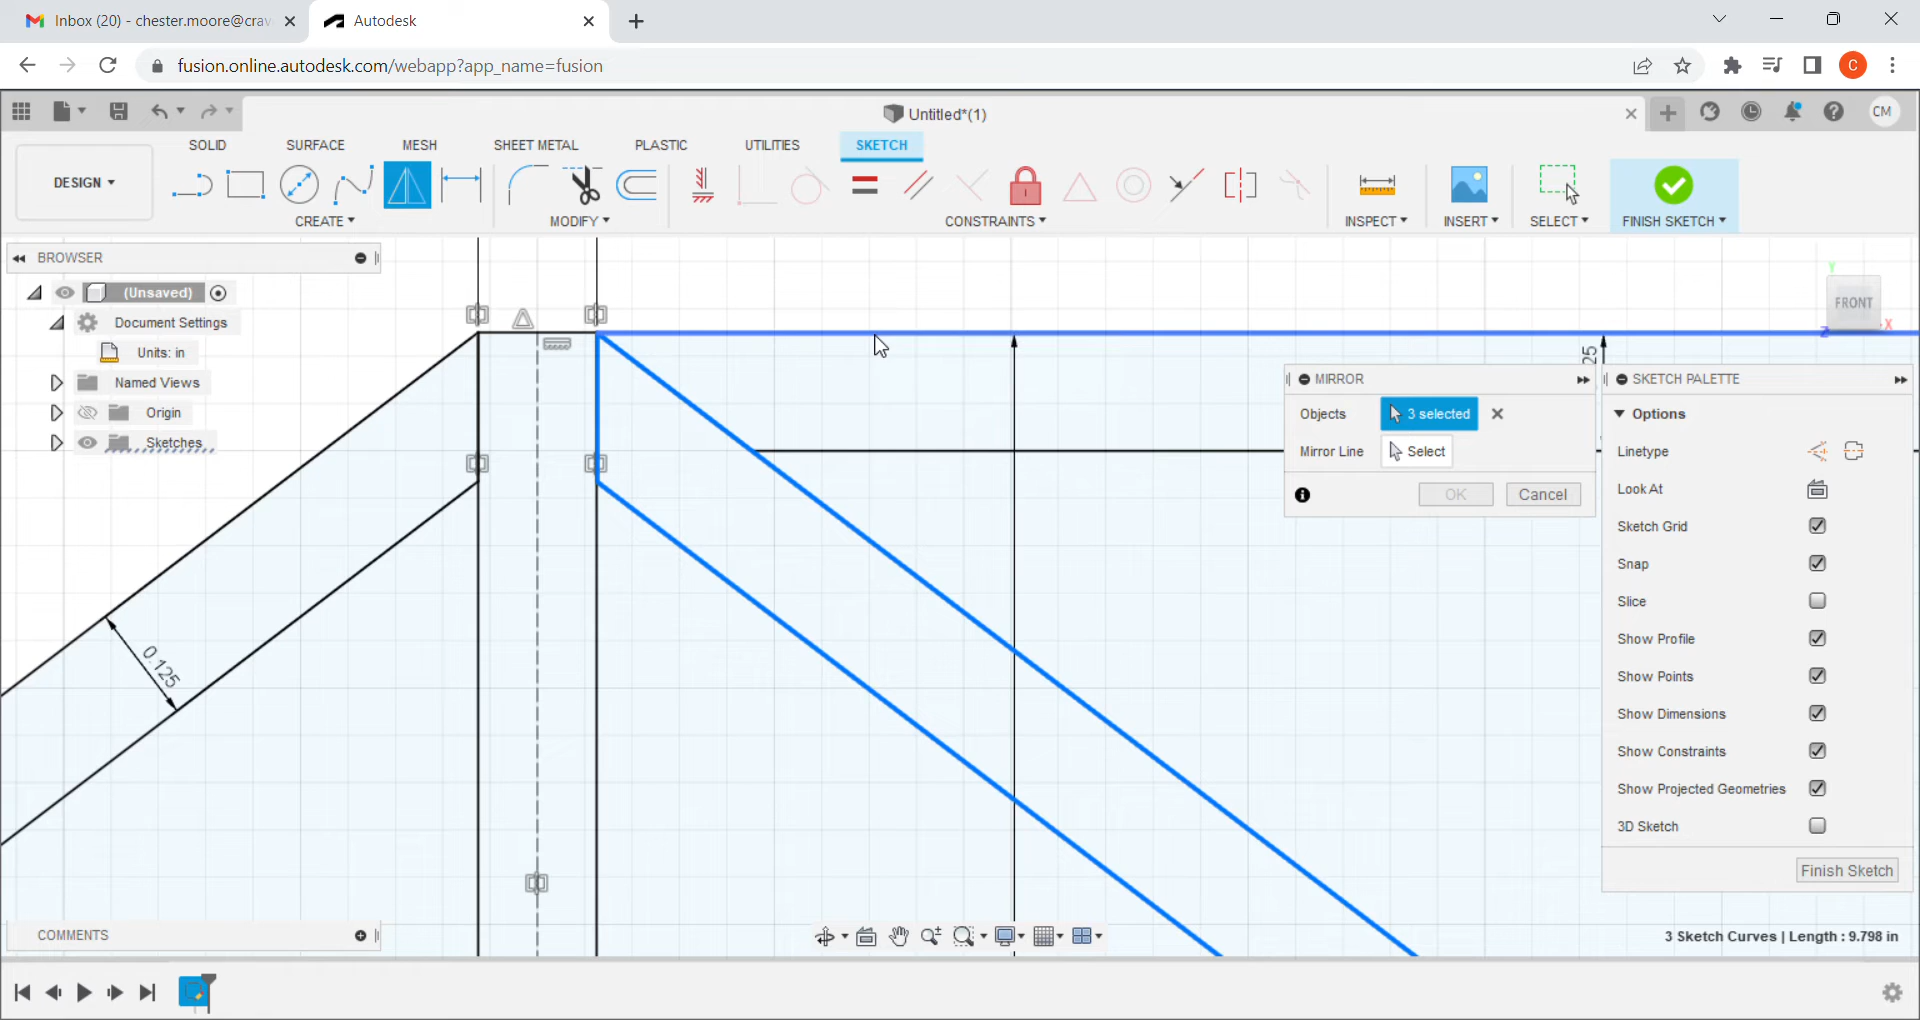 Inbox (20) - chester.moore@crav
Autodesk
fusion.online.autodesk.com/webapp?app_name=fusion
C
Untitled*(1)
CM
SOLID
SURFACE
MESH
SHEET METAL
PLASTIC
UTILITIES
SKETCH
DESIGN
CREATE
MODIFY
CONSTRAINTS
INSPECT
INSERT
SELECT
FINISH SKETCH
BROWSER
(Unsaved)
Document Settings
Units: in
Named Views
Origin
Sketches
0.125
25
Y
FRONT
X
Z
MIRROR
Objects
3 selected
Mirror Line
Select
OK
Cancel
SKETCH PALETTE
Options
Linetype
Look At
Sketch Grid
Snap
Slice
Show Profile
Show Points
Show Dimensions
Show Constraints
Show Projected Geometries
3D Sketch
Finish Sketch
COMMENTS
3 Sketch Curves | Length : 9.798 in